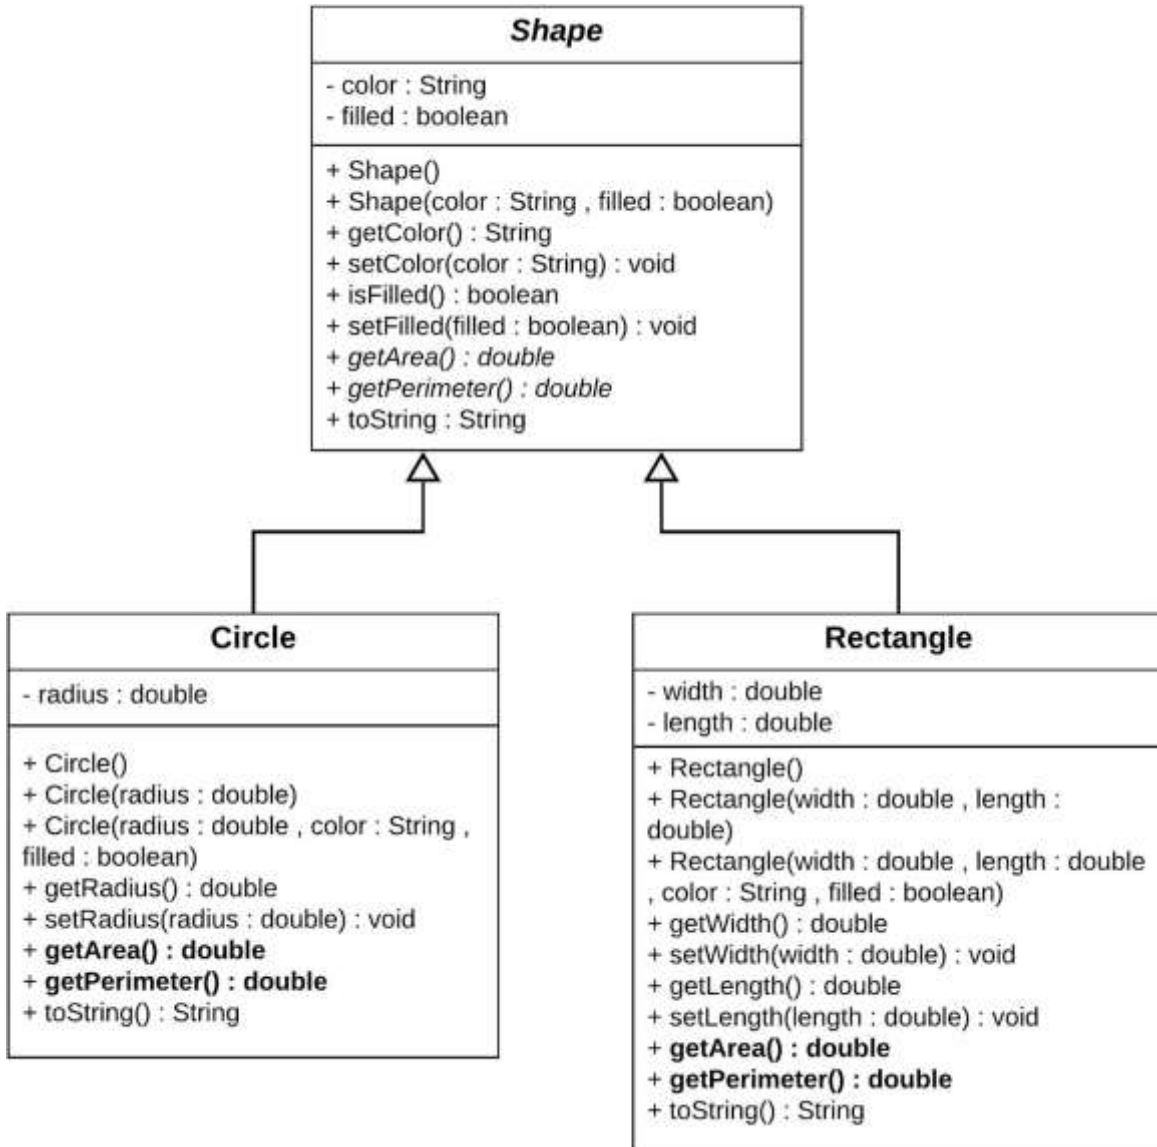 Shape
- color : String
- filled : boolean
+ Shape()
+ Shape(color : String , filled : boolean)
+ getColor() : String
+ setColor(color : String) : void
+ isFilled() : boolean
+ setFilled(filled : boolean) : void
+ getArea() : double
+ getPerimeter() : double
+ toString : String
Circle
- radius : double
+ Circle()
+ Circle(radius : double)
+ Circle(radius : double , color : String ,
filled : boolean)
+ getRadius() : double
+ setRadius(radius : double) : void
+ getArea() : double
+ getPerimeter() : double
+ toString() : String
Rectangle
- width : double
- length : double
+ Rectangle()
+ Rectangle(width : double , length :
double)
+ Rectangle(width : double , length : double
, color : String , filled : boolean)
+ getWidth() : double
+ setWidth(width : double) : void
+ getLength() : double
+ setLength(length : double) : void
+ getArea() : double
+ getPerimeter() : double
+ toString() : String